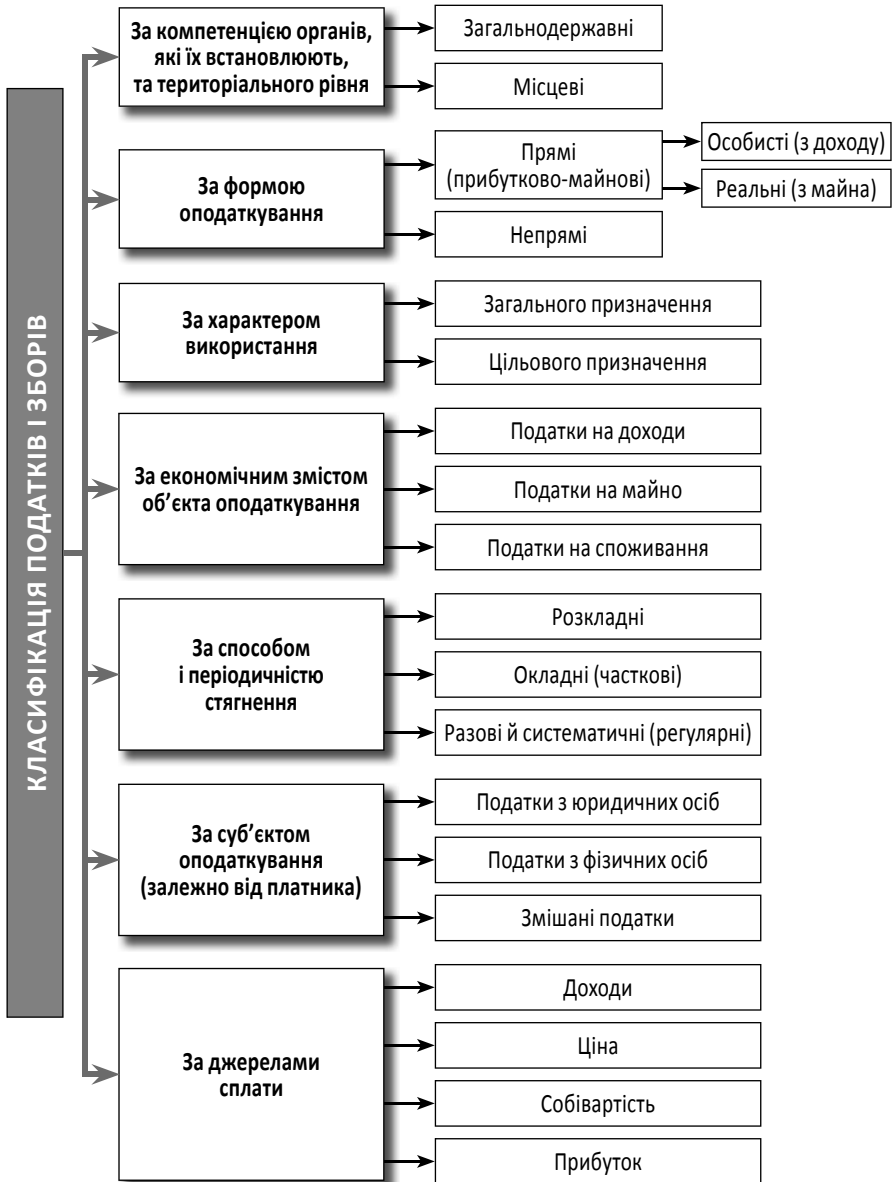 КЛАСИФІКАЦІЯ ПОДАТКІВ І ЗБОРІВ
За компетенцією органів,
які їх встановлюють,
та територіального рівня
Загальнодержавні
Місцеві
За формою
оподаткування
Прямі
(прибутково-майнові)
Особисті (з доходу)
Реальні (з майна)
Непрямі
За характером
використання
Загального призначення
Цільового призначення
За економічним змістом
об’єкта оподаткування
Податки на доходи
Податки на майно
Податки на споживання
За способом
і періодичністю
стягнення
Розкладні
Окладні (часткові)
Разові й систематичні (регулярні)
За суб’єктом
оподаткування
(залежно від платника)
Податки з юридичних осіб
Податки з фізичних осіб
Змішані податки
За джерелами
сплати
Доходи
Ціна
Собівартість
Прибуток